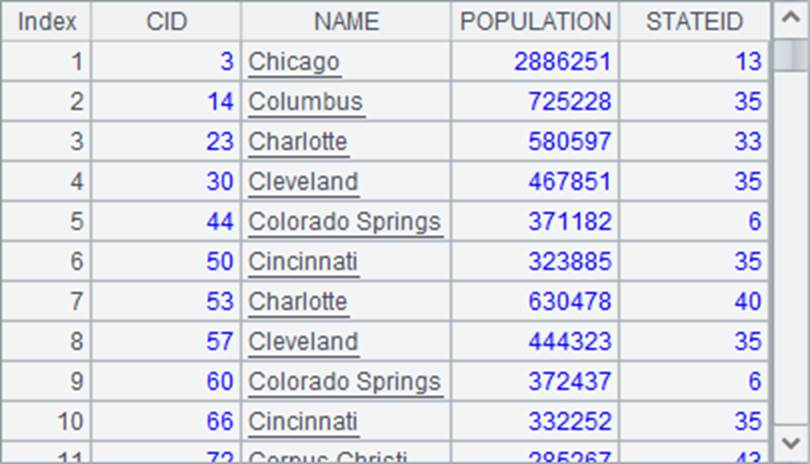 Index CID NAME POPULATION STATEID
1 3 Chicago 2886251 13
2 14 Columbus 725228 35
3 23 Charlotte 580597 33
4 30 Cleveland 467851 35
5 44 Colorado Springs 371182 6
6 50 Cincinnati 323885 35
7 53 Charlotte 630478 40
8 57 Cleveland 444323 35
9 60 Colorado Springs 372437 6
10 66 Cincinnati 332252 35
11 72 Corpus Christi 285267 43